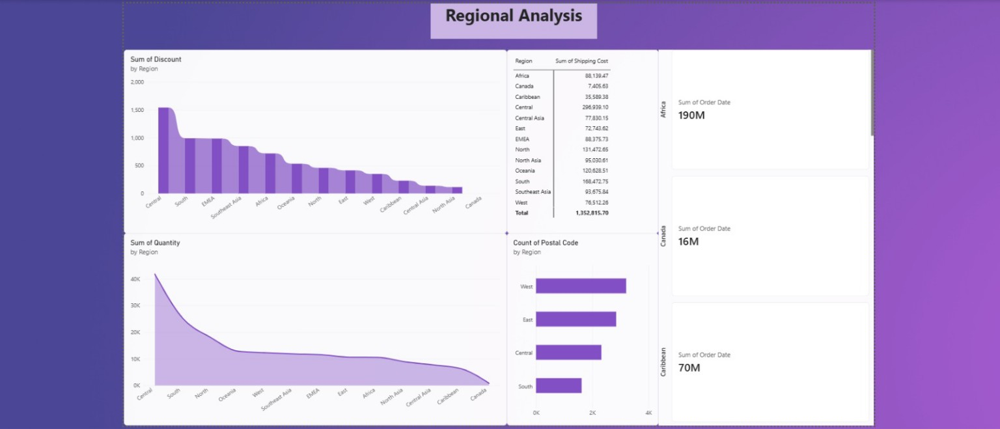 Regional Analysis
Sum of Discount
by Region
2,000
1,500
1,000
500
0
Central
South
EMEA
Southeast Asia
Africa
Oceania
North
East
West
Caribbean
Central Asia
North Asia
Canada
Region Sum of Shipping Cost
Africa 88,139.47
Canada 7,405.63
Caribbean 35,589.38
Central 296,939.10
Central Asia 77,830.15
East 72,743.62
EMEA 88,375.73
North 131,472.65
North Asia 95,030.61
Oceania 120,628.51
South 168,472.75
Southeast Asia 93,675.84
West 76,512.26
Total 1,352,815.70
Sum of Quantity
by Region
40K
30K
20K
10K
0K
Central
South
North
Oceania
West
Southeast Asia
EMEA
East
Africa
North Asia
Central Asia
Caribbean
Canada
Count of Postal Code
by Region
West
East
Central
South
0K 2K 4K
Africa
Sum of Order Date
190M
Canada
Sum of Order Date
16M
Caribbean
Sum of Order Date
70M